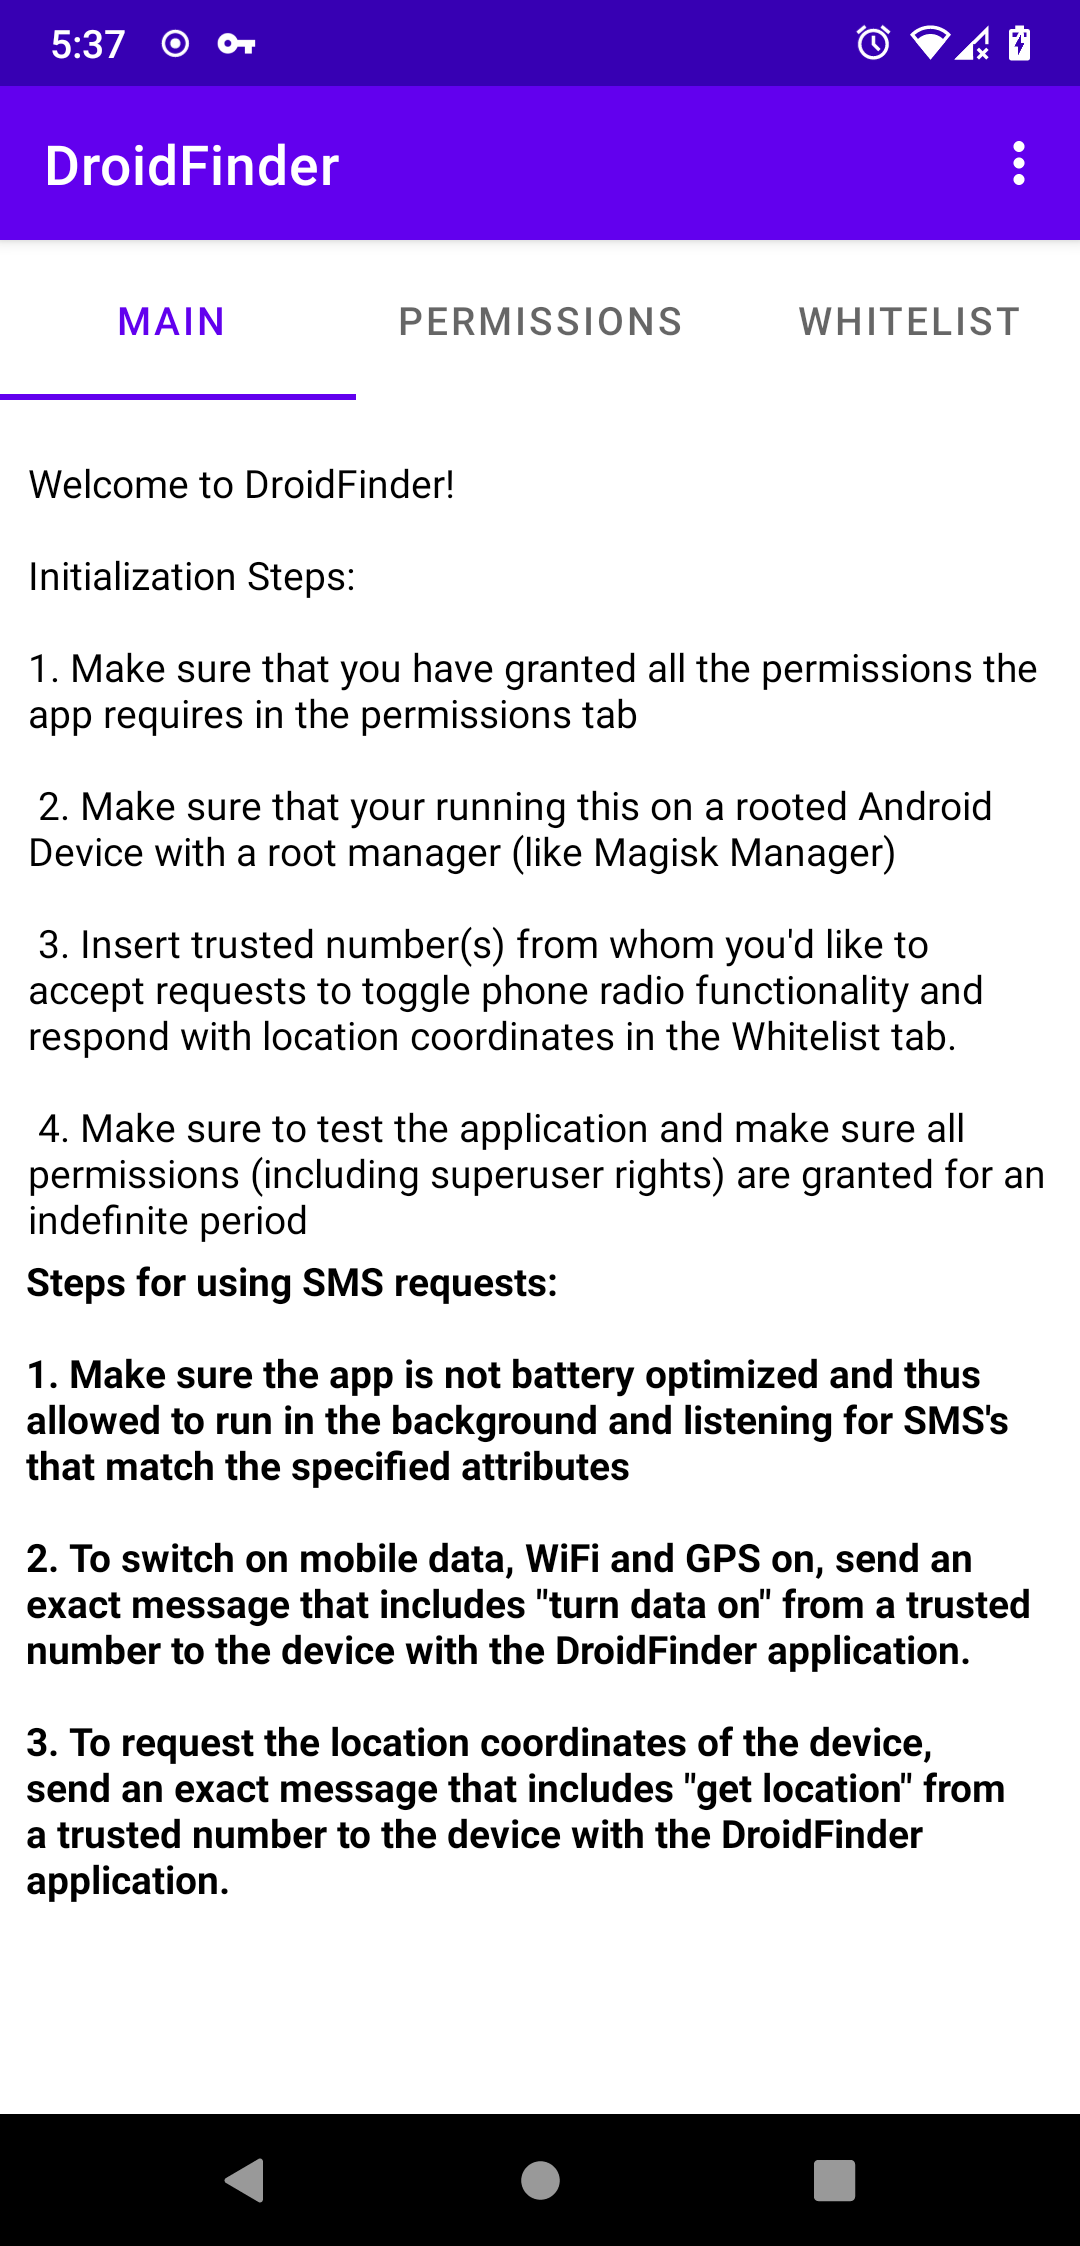 5:37
DroidFinder
MAIN PERMISSIONS WHITELIST
Welcome to DroidFinder!
Initialization Steps:
1. Make sure that you have granted all the permissions the
app requires in the permissions tab
2. Make sure that your running this on a rooted Android
Device with a root manager (like Magisk Manager)
3. Insert trusted number(s) from whom you'd like to
accept requests to toggle phone radio functionality and
respond with location coordinates in the Whitelist tab.
4. Make sure to test the application and make sure all
permissions (including superuser rights) are granted for an
indefinite period
Steps for using SMS requests:
1. Make sure the app is not battery optimized and thus
allowed to run in the background and listening for SMS's
that match the specified attributes
2. To switch on mobile data, WiFi and GPS on, send an
exact message that includes "turn data on" from a trusted
number to the device with the DroidFinder application.
3. To request the location coordinates of the device,
send an exact message that includes "get location" from
a trusted number to the device with the DroidFinder
application.